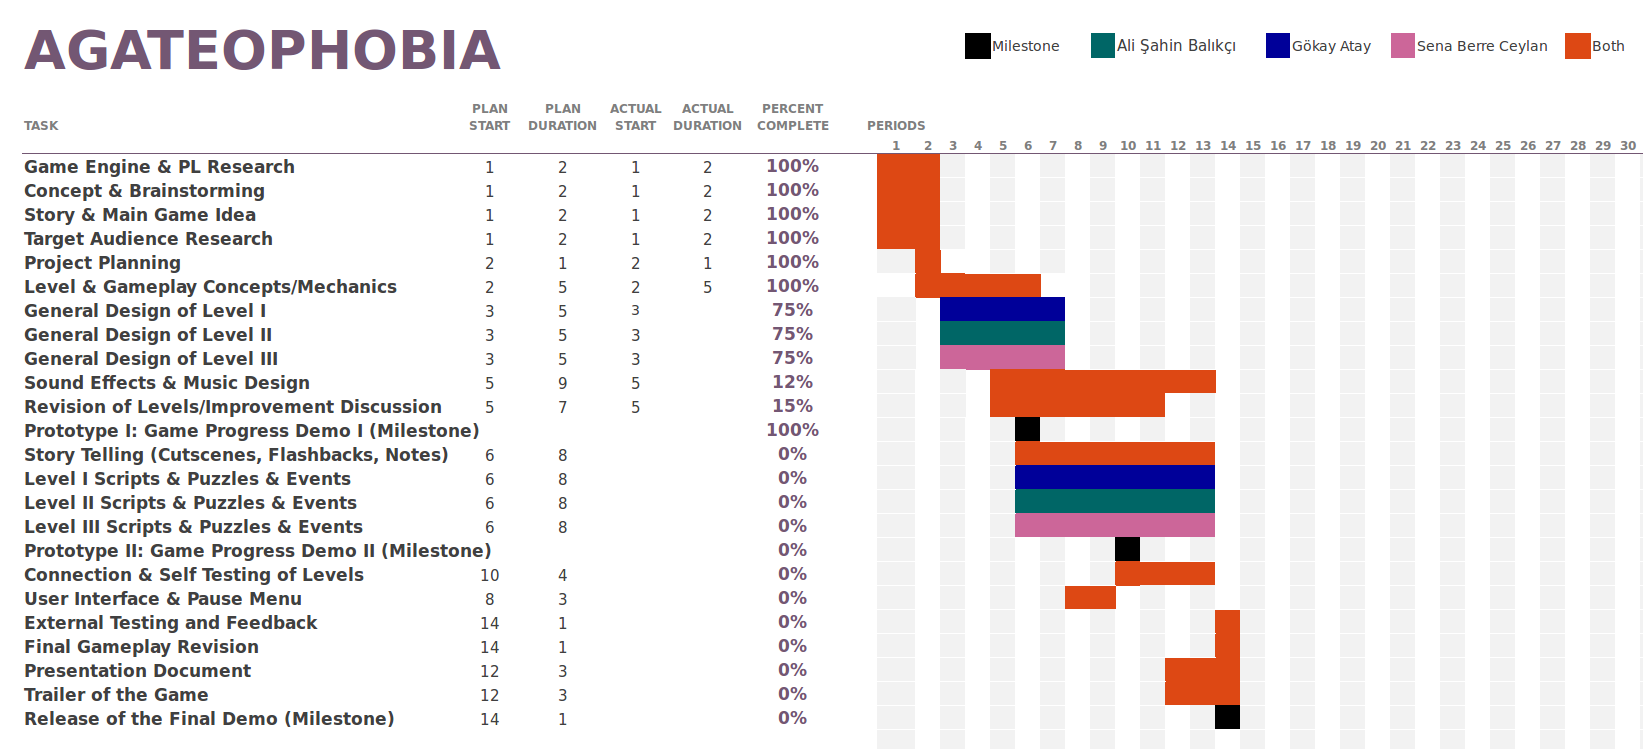 AGATEOPHOBIA
Milestone Ali Şahin Balıkçı Gökay Atay Sena Berre Ceylan Both
PLAN PLAN ACTUAL ACTUAL PERCENT
TASK START DURATION START DURATION COMPLETE PERIODS
1 2 3 4 5 6 7 8 9 10 11 12 13 14 15 16 17 18 19 20 21 22 23 24 25 26 27 28 29 30
Game Engine & PL Research 1 2 1 2 100%
Concept & Brainstorming 1 2 1 2 100%
Story & Main Game Idea 1 2 1 2 100%
Target Audience Research 1 2 1 2 100%
Project Planning 2 1 2 1 100%
Level & Gameplay Concepts/Mechanics 2 5 2 5 100%
General Design of Level I 3 5 3 75%
General Design of Level II 3 5 3 75%
General Design of Level III 3 5 3 75%
Sound Effects & Music Design 5 9 5 12%
Revision of Levels/Improvement Discussion 5 7 5 15%
Prototype I: Game Progress Demo I (Milestone) 100%
Story Telling (Cutscenes, Flashbacks, Notes) 6 8 0%
Level I Scripts & Puzzles & Events 6 8 0%
Level II Scripts & Puzzles & Events 6 8 0%
Level III Scripts & Puzzles & Events 6 8 0%
Prototype II: Game Progress Demo II (Milestone) 0%
Connection & Self Testing of Levels 10 4 0%
User Interface & Pause Menu 8 3 0%
External Testing and Feedback 14 1 0%
Final Gameplay Revision 14 1 0%
Presentation Document 12 3 0%
Trailer of the Game 12 3 0%
Release of the Final Demo (Milestone) 14 1 0%